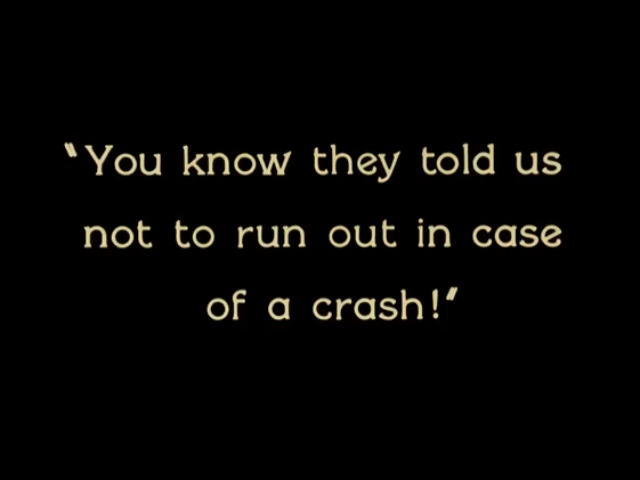 "You know they told us
not to run out in case
of a crash!"